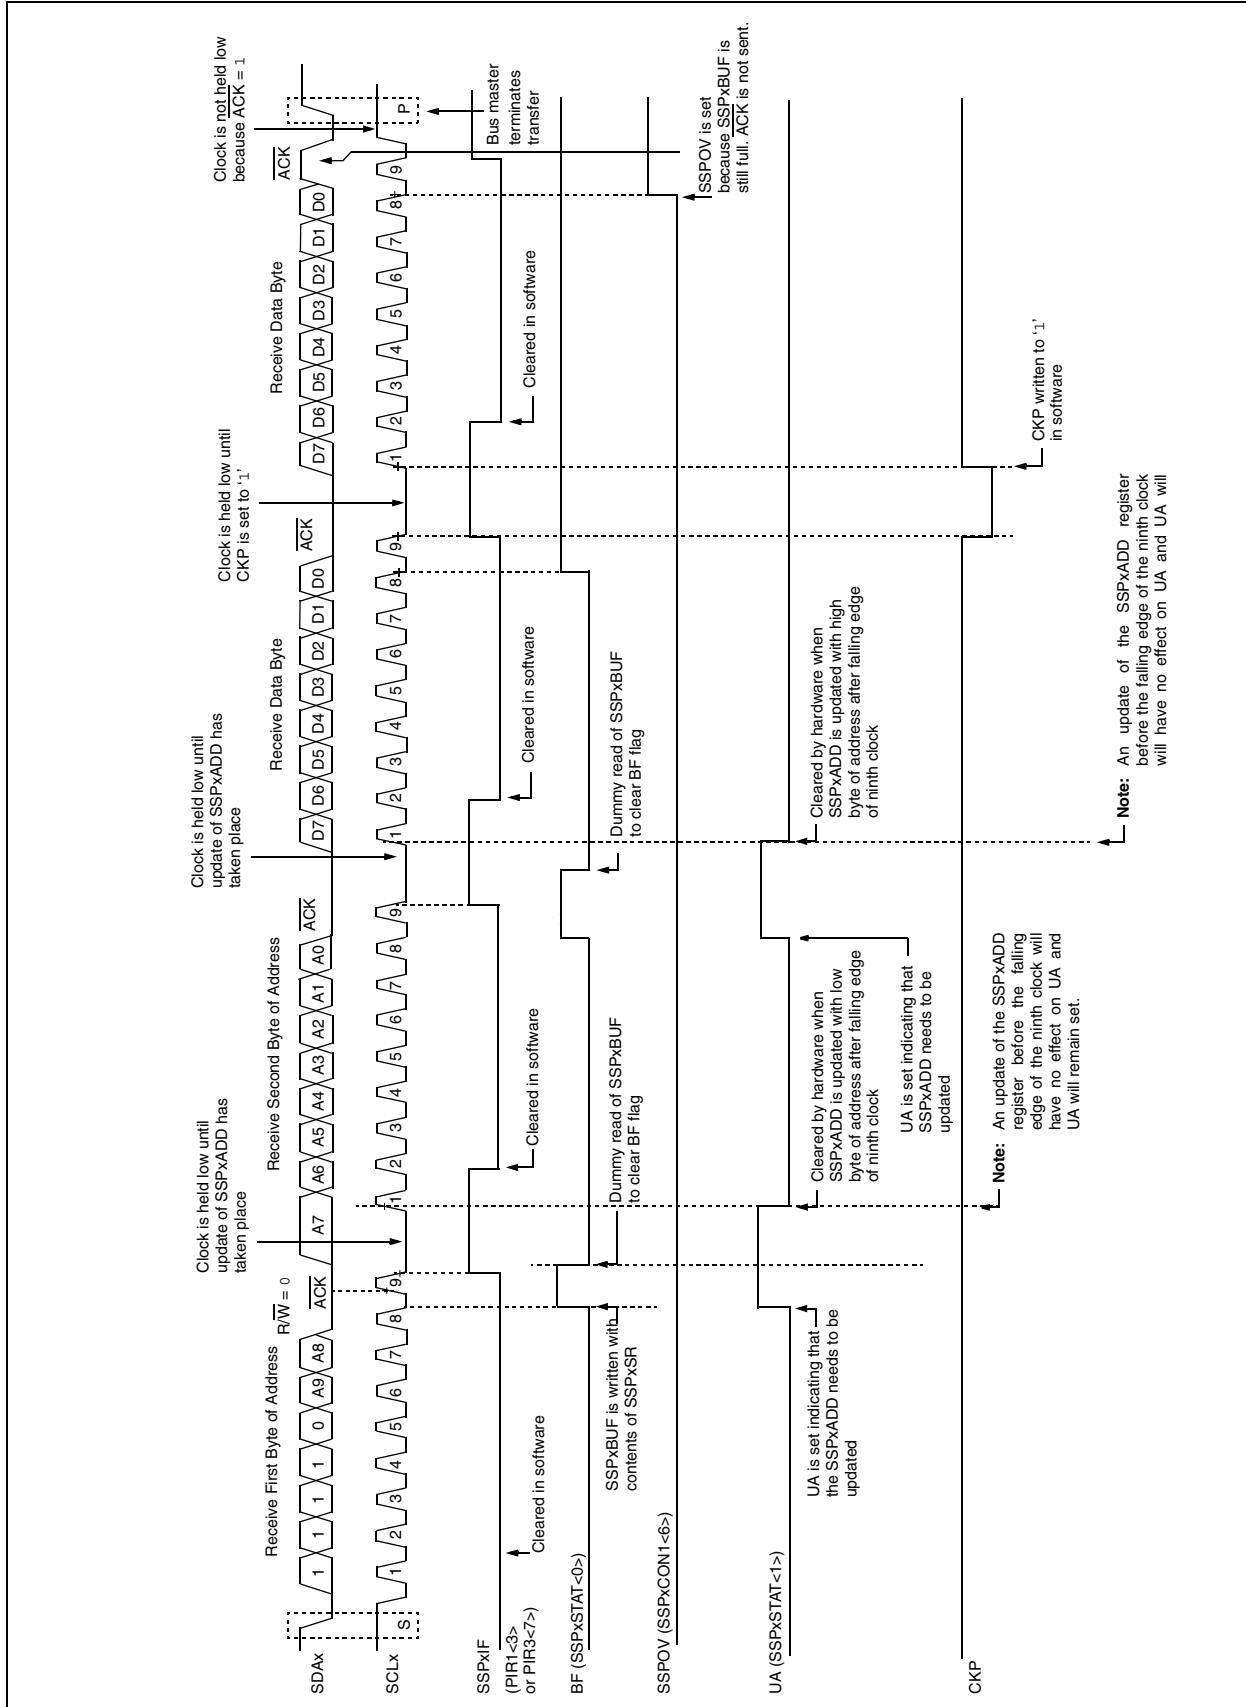 Clock is held low until
update of SSPxADD has
taken place
Clock is held low until
update of SSPxADD has
taken place
Clock is held low until
CKP is set to ‘1’
Clock is not held low
because ACK = 1
Receive First Byte of Address
R/W = 0
ACK
Receive Second Byte of Address
ACK
Receive Data Byte
ACK
Receive Data Byte
ACK
SDAx
1 1 1 1 0 A9 A8
A7 A6 A5 A4 A3 A2 A1 A0
D7 D6 D5 D4 D3 D2 D1 D0
D7 D6 D5 D4 D3 D2 D1 D0
SCLx
S
1 2 3 4 5 6 7 8 9
1 2 3 4 5 6 7 8 9
1 2 3 4 5 6 7 8 9
1 2 3 4 5 6 7 8 9
P
Bus master
terminates
transfer
SSPxIF
(PIR1<3>
or PIR3<7>)
Cleared in software
Cleared in software
Cleared in software
Cleared in software
BF (SSPxSTAT<0>)
SSPxBUF is written with
contents of SSPxSR
Dummy read of SSPxBUF
to clear BF flag
Dummy read of SSPxBUF
to clear BF flag
SSPOV (SSPxCON1<6>)
SSPOV is set
because SSPxBUF is
still full. ACK is not sent.
UA (SSPxSTAT<1>)
UA is set indicating that
the SSPxADD needs to be
updated
Cleared by hardware when
SSPxADD is updated with low
byte of address after falling edge
of ninth clock
UA is set indicating that
SSPxADD needs to be
updated
Cleared by hardware when
SSPxADD is updated with high
byte of address after falling edge
of ninth clock
CKP
CKP written to ‘1’
in software
Note: An update of the SSPxADD
register before the falling
edge of the ninth clock will
have no effect on UA and
UA will remain set.
Note: An update of the SSPxADD register
before the falling edge of the ninth clock
will have no effect on UA and UA will